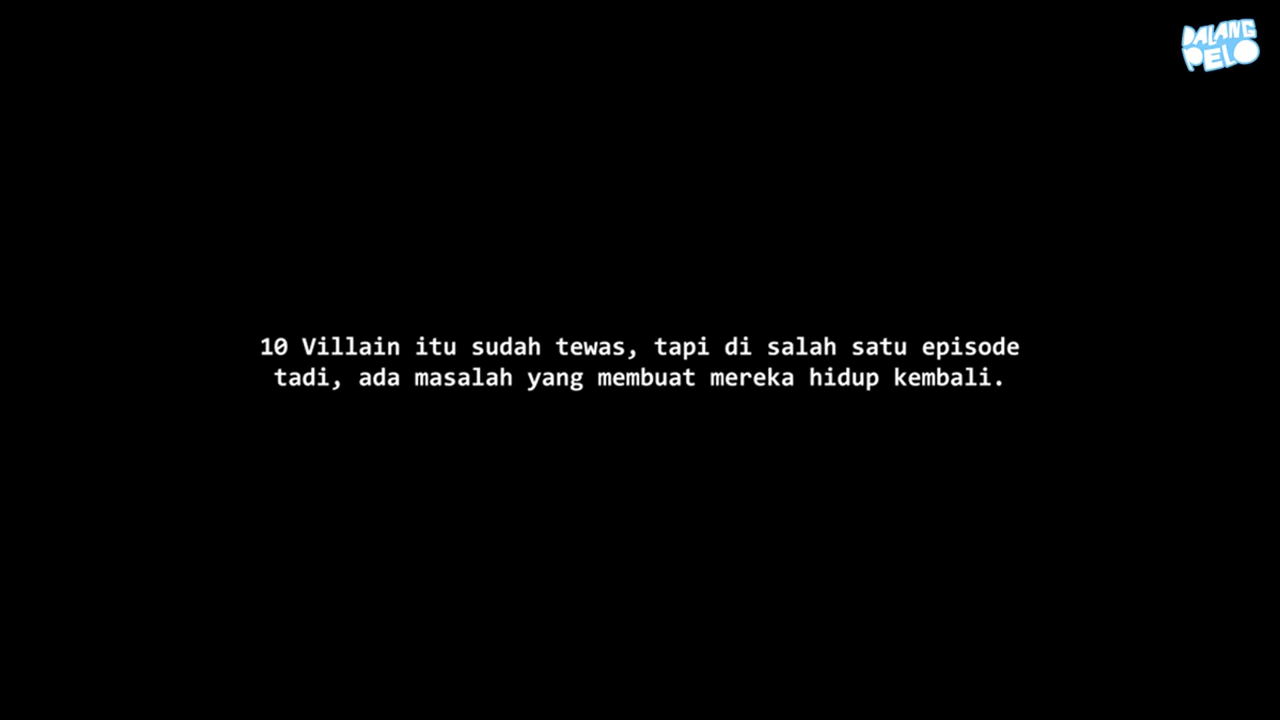 DALANG
PELO
10 Villain itu sudah tewas, tapi di salah satu episode
tadi, ada masalah yang membuat mereka hidup kembali.